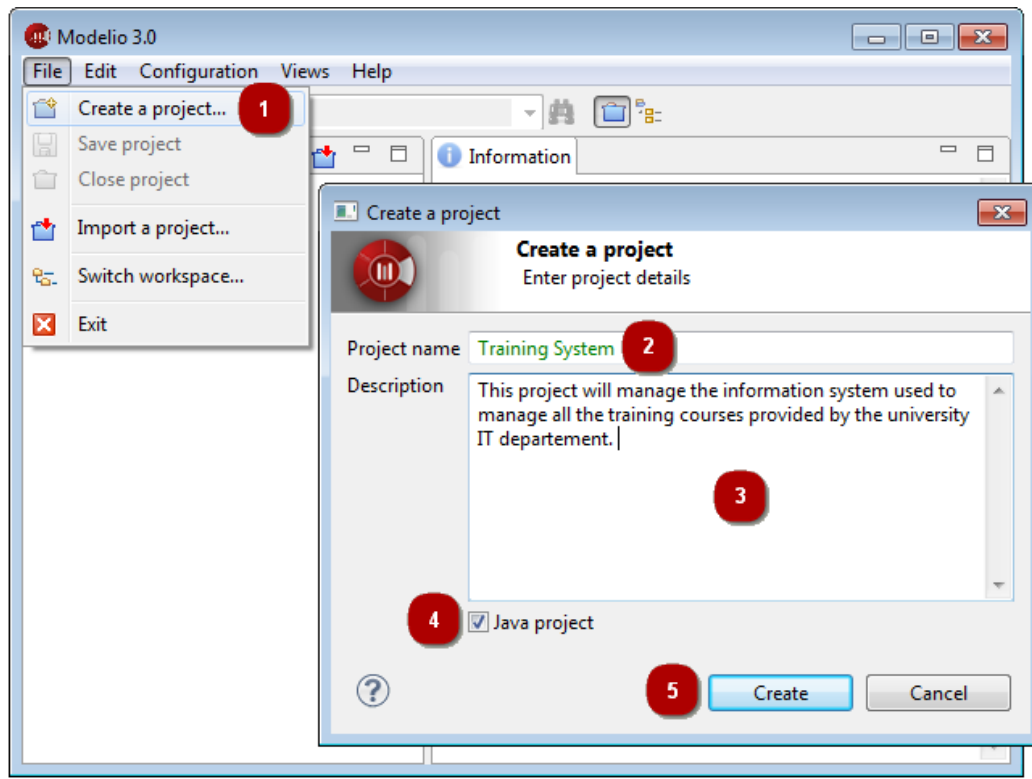 Modelio 3.0
File Edit Configuration Views Help
Create a project... 1
Save project
Close project
Import a project...
Switch workspace...
Exit
Information
Create a project
Create a project
Enter project details
Project name Training System 2
Description
This project will manage the information system used to
manage all the training courses provided by the university
IT departement.
3
4 Java project
? 5 Create Cancel